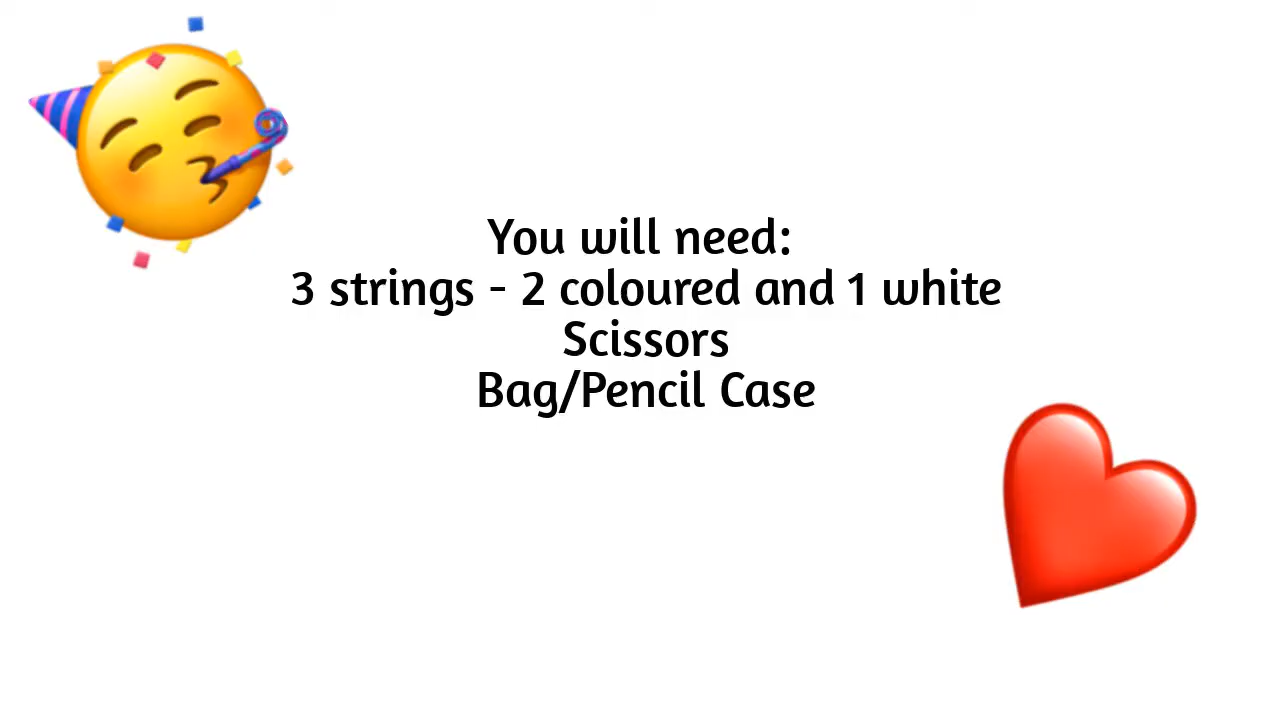 You will need:
3 strings - 2 coloured and 1 white
Scissors
Bag/Pencil Case